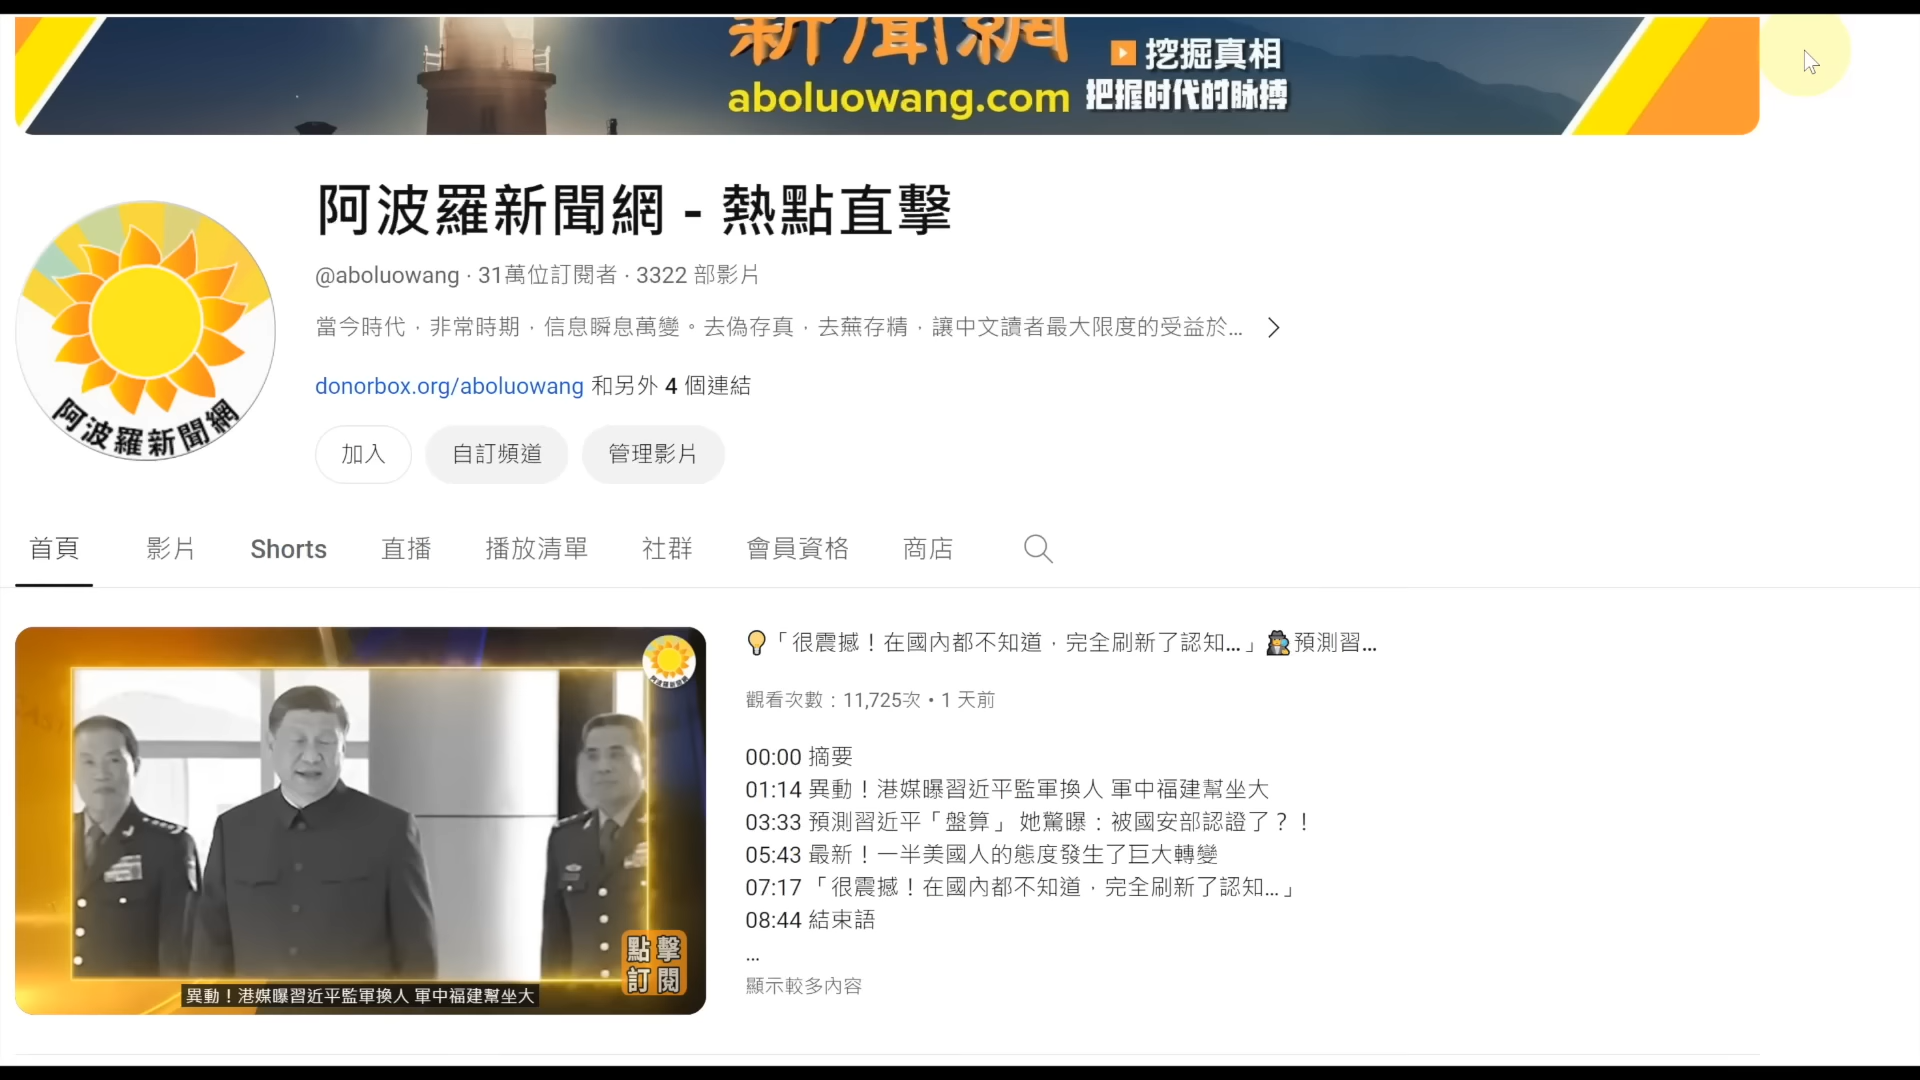 新聞網
挖掘真相
aboluowang.com
把握时代的脉搏
阿波羅新聞網 - 熱點直擊
@aboluowang · 31萬位訂閱者 · 3322 部影片
當今時代，非常時期，信息瞬息萬變。去偽存真，去蕪存精，讓中文讀者最大限度的受益於...
donorbox.org/aboluowang 和另外 4 個連結
阿波羅新聞網
加入
自訂頻道
管理影片
首頁 影片 Shorts 直播 播放清單 社群 會員資格 商店
「很震撼！在國內都不知道，完全刷新了認知...」預測習...
觀看次數：11,725次 • 1 天前
00:00 摘要
01:14 異動！港媒曝習近平監軍換人 軍中福建幫坐大
03:33 預測習近平「盤算」 她驚曝：被國安部認證了？！
05:43 最新！一半美國人的態度發生了巨大轉變
07:17 「很震撼！在國內都不知道，完全刷新了認知...」
08:44 結束語
...
顯示較多內容
阿波羅新聞網
點擊
訂閱
異動！港媒曝習近平監軍換人 軍中福建幫坐大